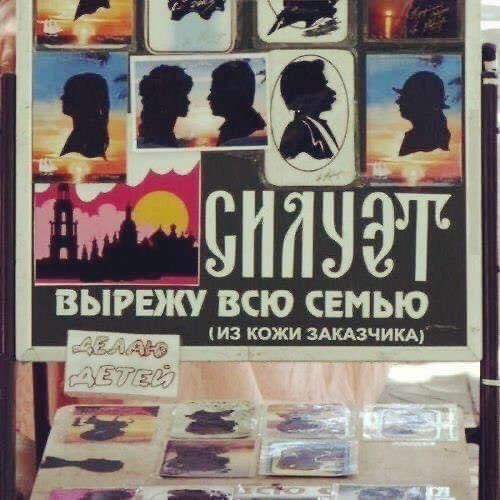 СИЛУЭТ
ВЫРЕЖУ ВСЮ СЕМЬЮ
(ИЗ КОЖИ ЗАКАЗЧИКА)
ДЕЛАЮ
ДЕТЕЙ